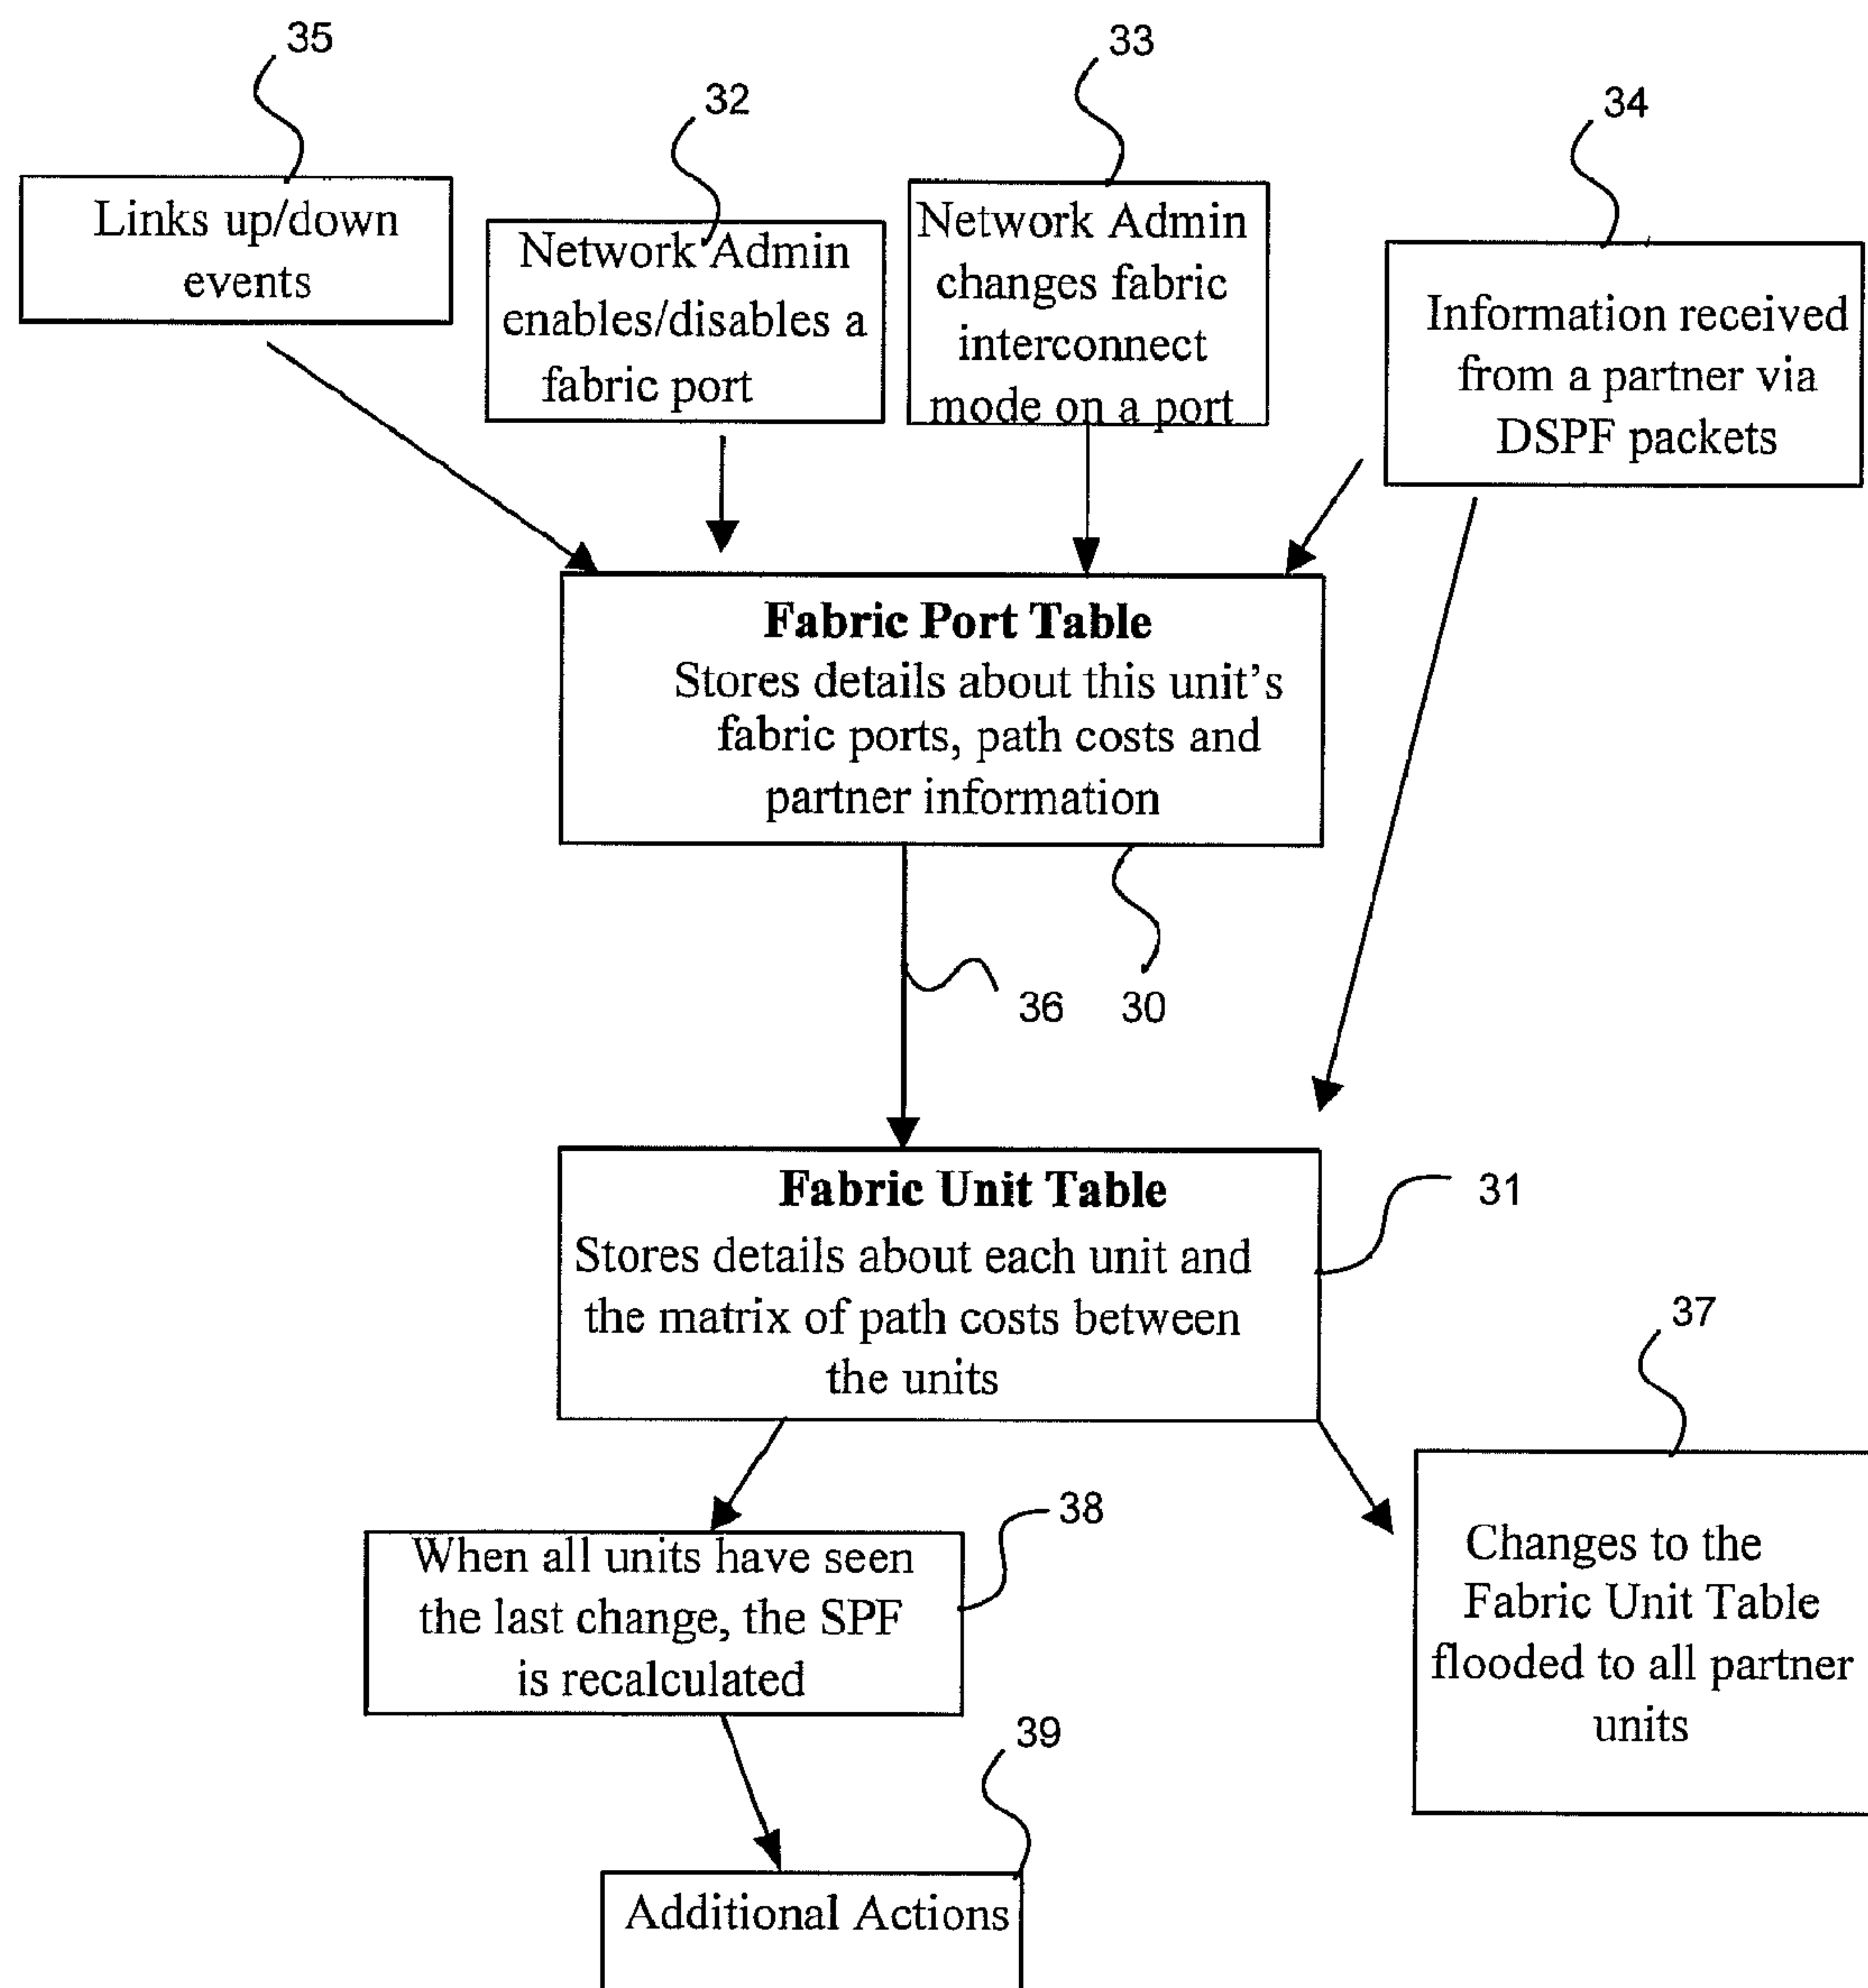 35
33
32
34
Links up/down
events
Network Admin
enables/disables a
fabric port
Network Admin
changes fabric
interconnect
mode on a port
Information received
from a partner via
DSPF packets
Fabric Port Table
Stores details about this unit's
fabric ports, path costs and
partner information
36
30
Fabric Unit Table
Stores details about each unit and
the matrix of path costs between
the units
31
37
38
When all units have seen
the last change, the SPF
is recalculated
Changes to the
Fabric Unit Table
flooded to all partner
units
39
Additional Actions